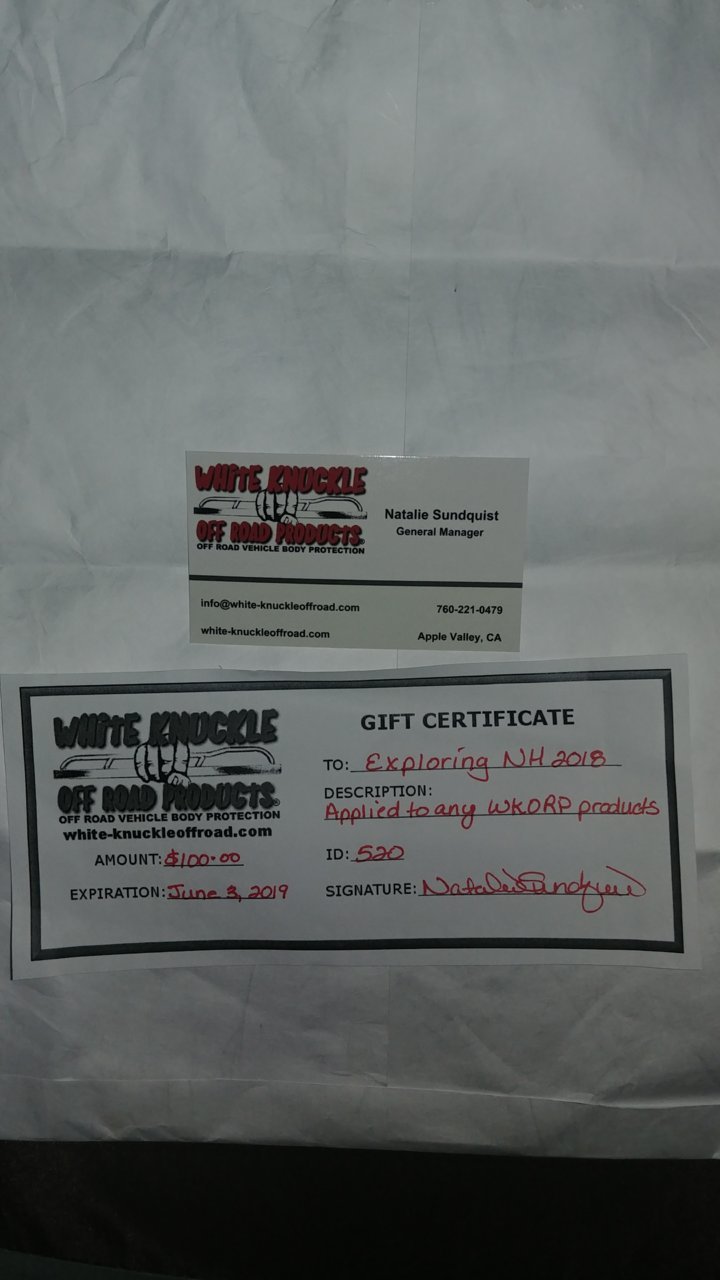 WHITE KNUCKLE
OFF ROAD PRODUCTS
OFF ROAD VEHICLE BODY PROTECTION
Natalie Sundquist
General Manager
info@white-knuckleoffroad.com
760-221-0479
white-knuckleoffroad.com
Apple Valley, CA
WHITE KNUCKLE
OFF ROAD PRODUCTS
OFF ROAD VEHICLE BODY PROTECTION
white-knuckleoffroad.com
AMOUNT: $100.00
EXPIRATION: June 3, 2019
GIFT CERTIFICATE
TO: Exploring NH 2018
DESCRIPTION:
Applied to any WKORP products
ID: 520
SIGNATURE: Natalie Sundquist